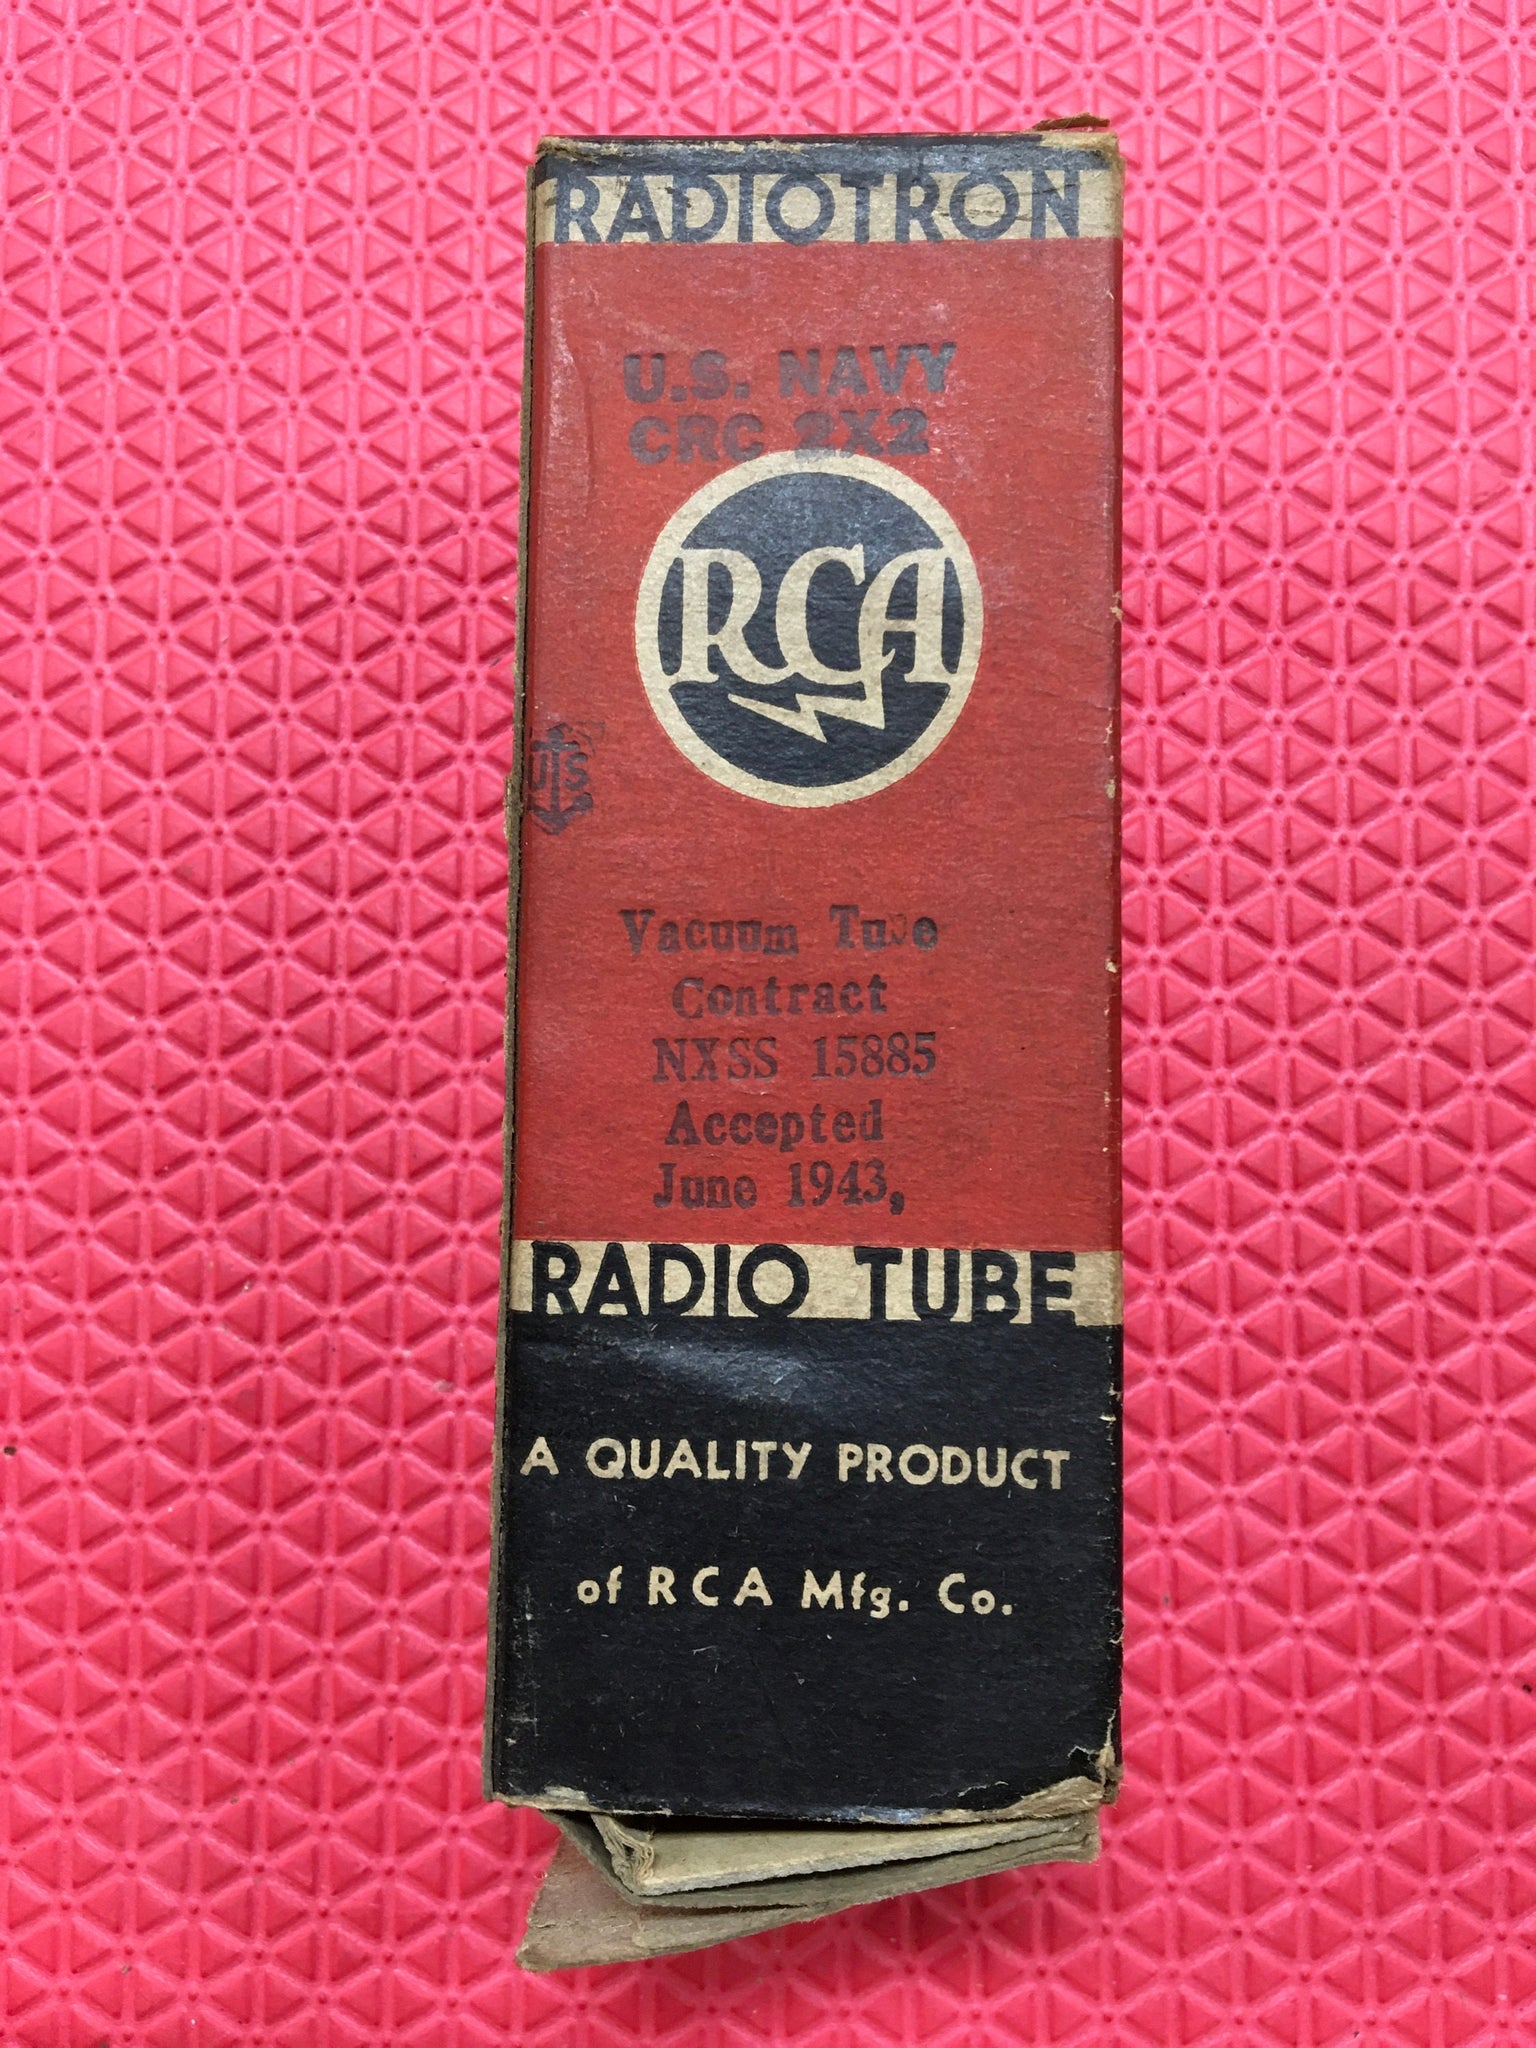 RADIOTRON
U.S. NAVY
CRC 2X2
RCA
US
Vacuum Tube
Contract
NXSS 15885
Accepted
June 1943,
RADIO TUBE
A QUALITY PRODUCT
of RCA Mfg. Co.